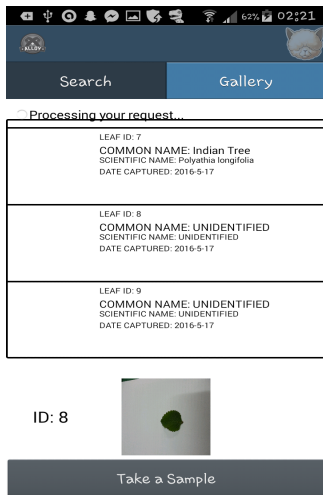 62% 02:21
ALLOY
Search Gallery
Processing your request...
LEAF ID: 7
COMMON NAME: Indian Tree
SCIENTIFIC NAME: Polyathia longifolia
DATE CAPTURED: 2016-5-17
LEAF ID: 8
COMMON NAME: UNIDENTIFIED
SCIENTIFIC NAME: UNIDENTIFIED
DATE CAPTURED: 2016-5-17
LEAF ID: 9
COMMON NAME: UNIDENTIFIED
SCIENTIFIC NAME: UNIDENTIFIED
DATE CAPTURED: 2016-5-17
ID: 8
Take a Sample